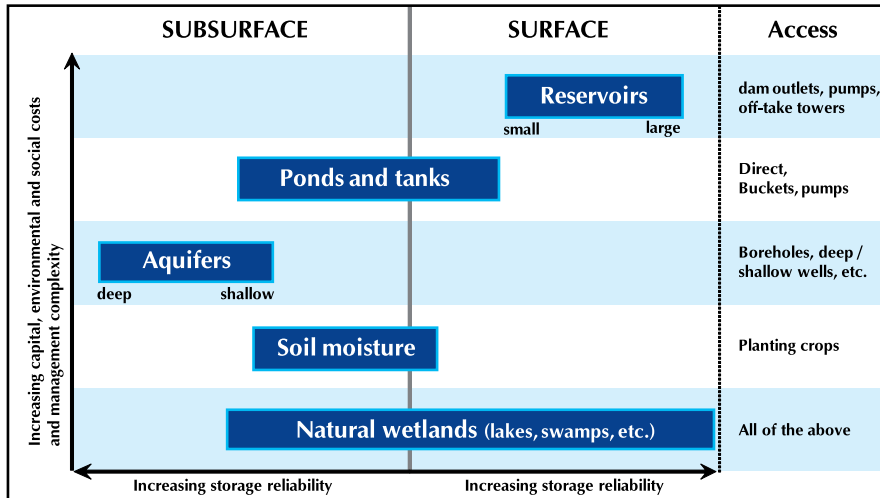 SUBSURFACE
SURFACE
Access
Increasing capital, environmental and social costs
and management complexity
Reservoirs
small
large
dam outlets, pumps,
off-take towers
Ponds and tanks
Direct,
Buckets, pumps
Aquifers
deep
shallow
Boreholes, deep /
shallow wells, etc.
Soil moisture
Planting crops
Natural wetlands (lakes, swamps, etc.)
All of the above
Increasing storage reliability
Increasing storage reliability